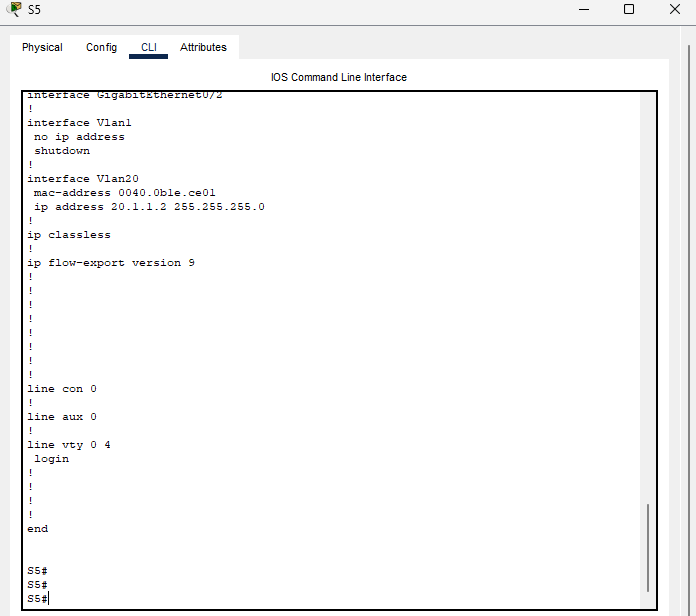 S5
Physical Config CLI Attributes
IOS Command Line Interface
interface GigabitEthernet0/2
!
interface Vlan1
no ip address
shutdown
!
interface Vlan20
mac-address 0040.0b1e.ce01
ip address 20.1.1.2 255.255.255.0
!
ip classless
!
ip flow-export version 9
!
!
!
!
!
!
!
!
line con 0
!
line aux 0
!
line vty 0 4
login
!
!
!
!
end
S5#
S5#
S5#